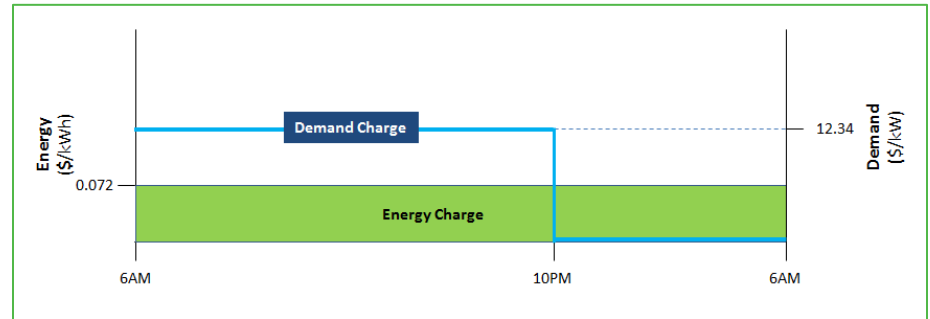 Demand Charge
Energy
($/kWh)
12.34
Demand
($/kW)
0.072
Energy Charge
6AM
10PM
6AM